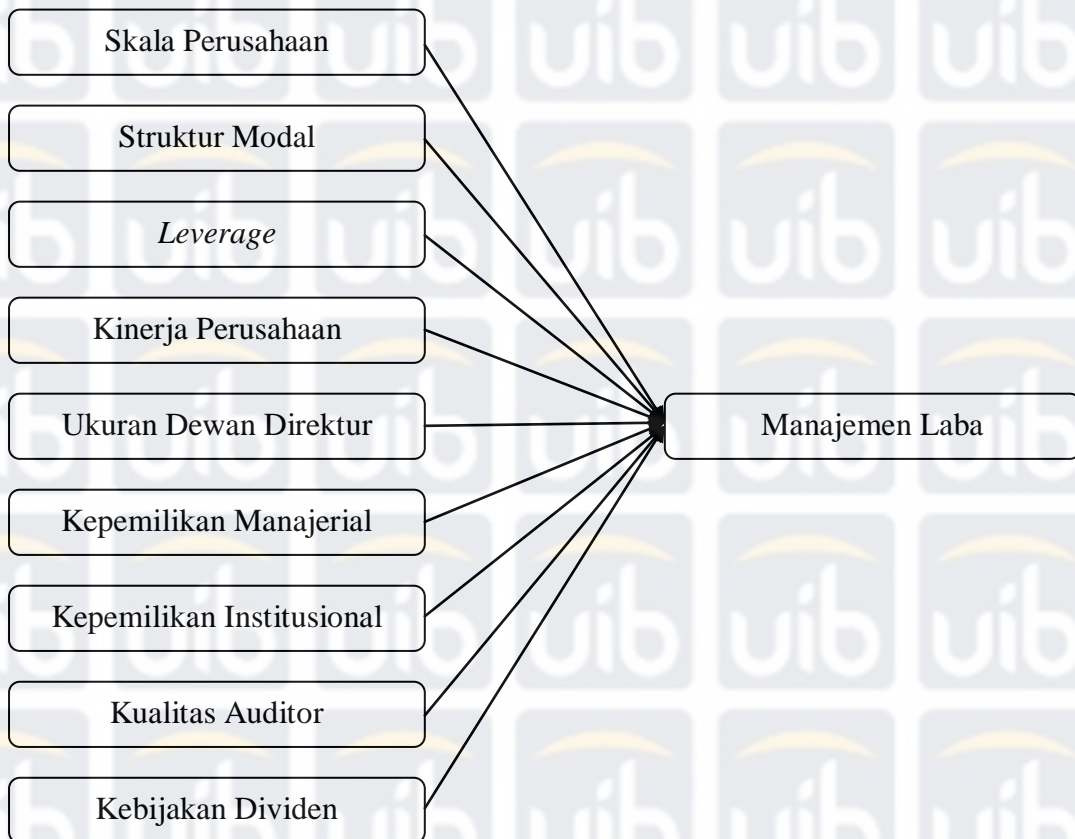 Skala Perusahaan
Struktur Modal
Leverage
Kinerja Perusahaan
Ukuran Dewan Direktur
Manajemen Laba
Kepemilikan Manajerial
Kepemilikan Institusional
Kualitas Auditor
Kebijakan Dividen